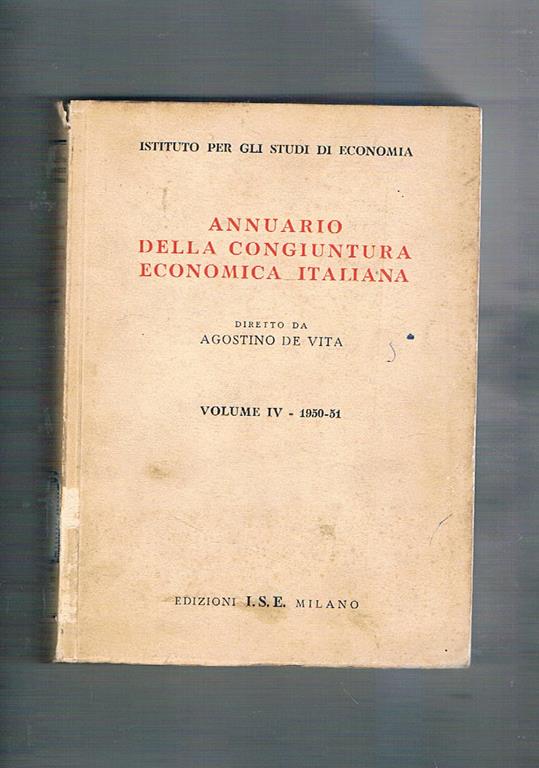 ISTITUTO PER GLI STUDI DI ECONOMIA
ANNUARIO
DELLA CONGIUNTURA
ECONOMICA ITALIANA
DIRETTO DA
AGOSTINO DE VITA
VOLUME IV - 1950-51
EDIZIONI I.S.E. MILANO